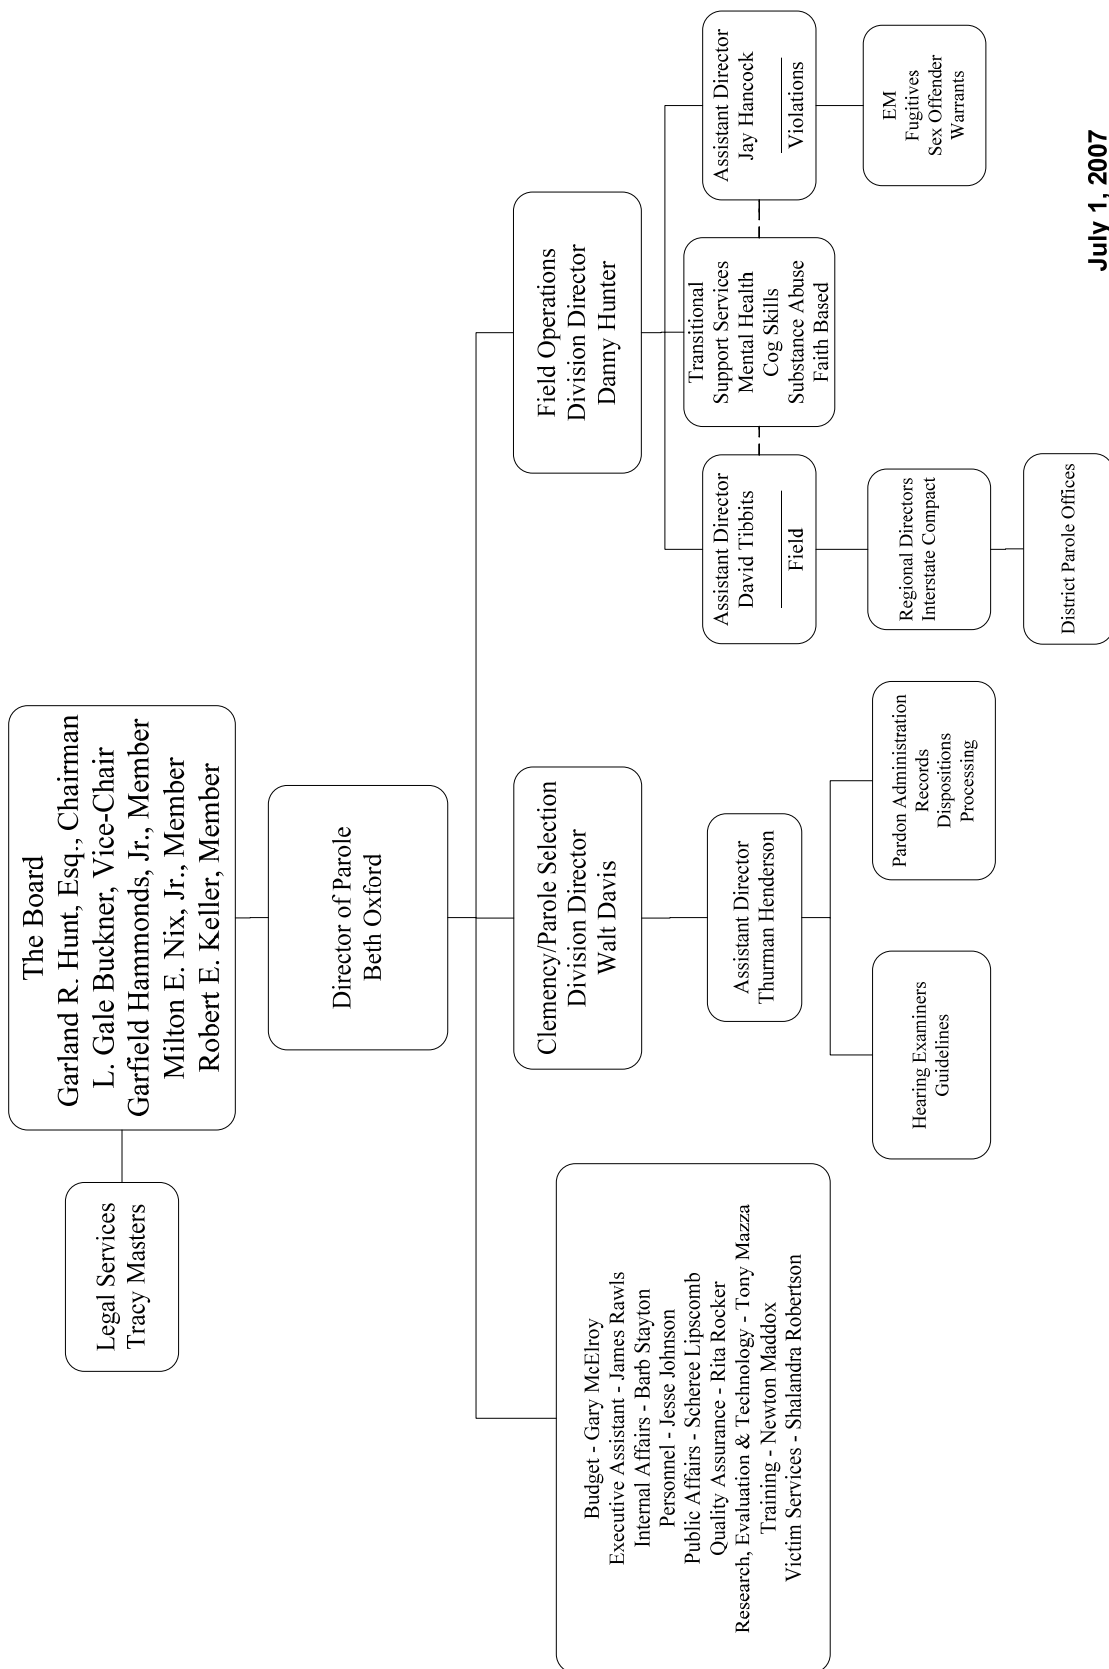 The Board
Garland R. Hunt, Esq., Chairman
L. Gale Buckner, Vice-Chair
Garfield Hammonds, Jr., Member
Milton E. Nix, Jr., Member
Robert E. Keller, Member
Legal Services
Tracy Masters
Director of Parole
Beth Oxford
Budget - Gary McElroy
Executive Assistant - James Rawls
Internal Affairs - Barb Stayton
Personnel - Jesse Johnson
Public Affairs - Scheree Lipscomb
Quality Assurance - Rita Rocker
Research, Evaluation & Technology - Tony Mazza
Training - Newton Maddox
Victim Services - Shalandra Robertson
Clemency/Parole Selection
Division Director
Walt Davis
Assistant Director
Thurman Henderson
Hearing Examiners
Guidelines
Pardon Administration
Records
Dispositions
Processing
Field Operations
Division Director
Danny Hunter
Assistant Director
David Tibbits
Field
Transitional
Support Services
Mental Health
Cog Skills
Substance Abuse
Faith Based
Assistant Director
Jay Hancock
Violations
Regional Directors
Interstate Compact
District Parole Offices
EM
Fugitives
Sex Offender
Warrants
July 1, 2007